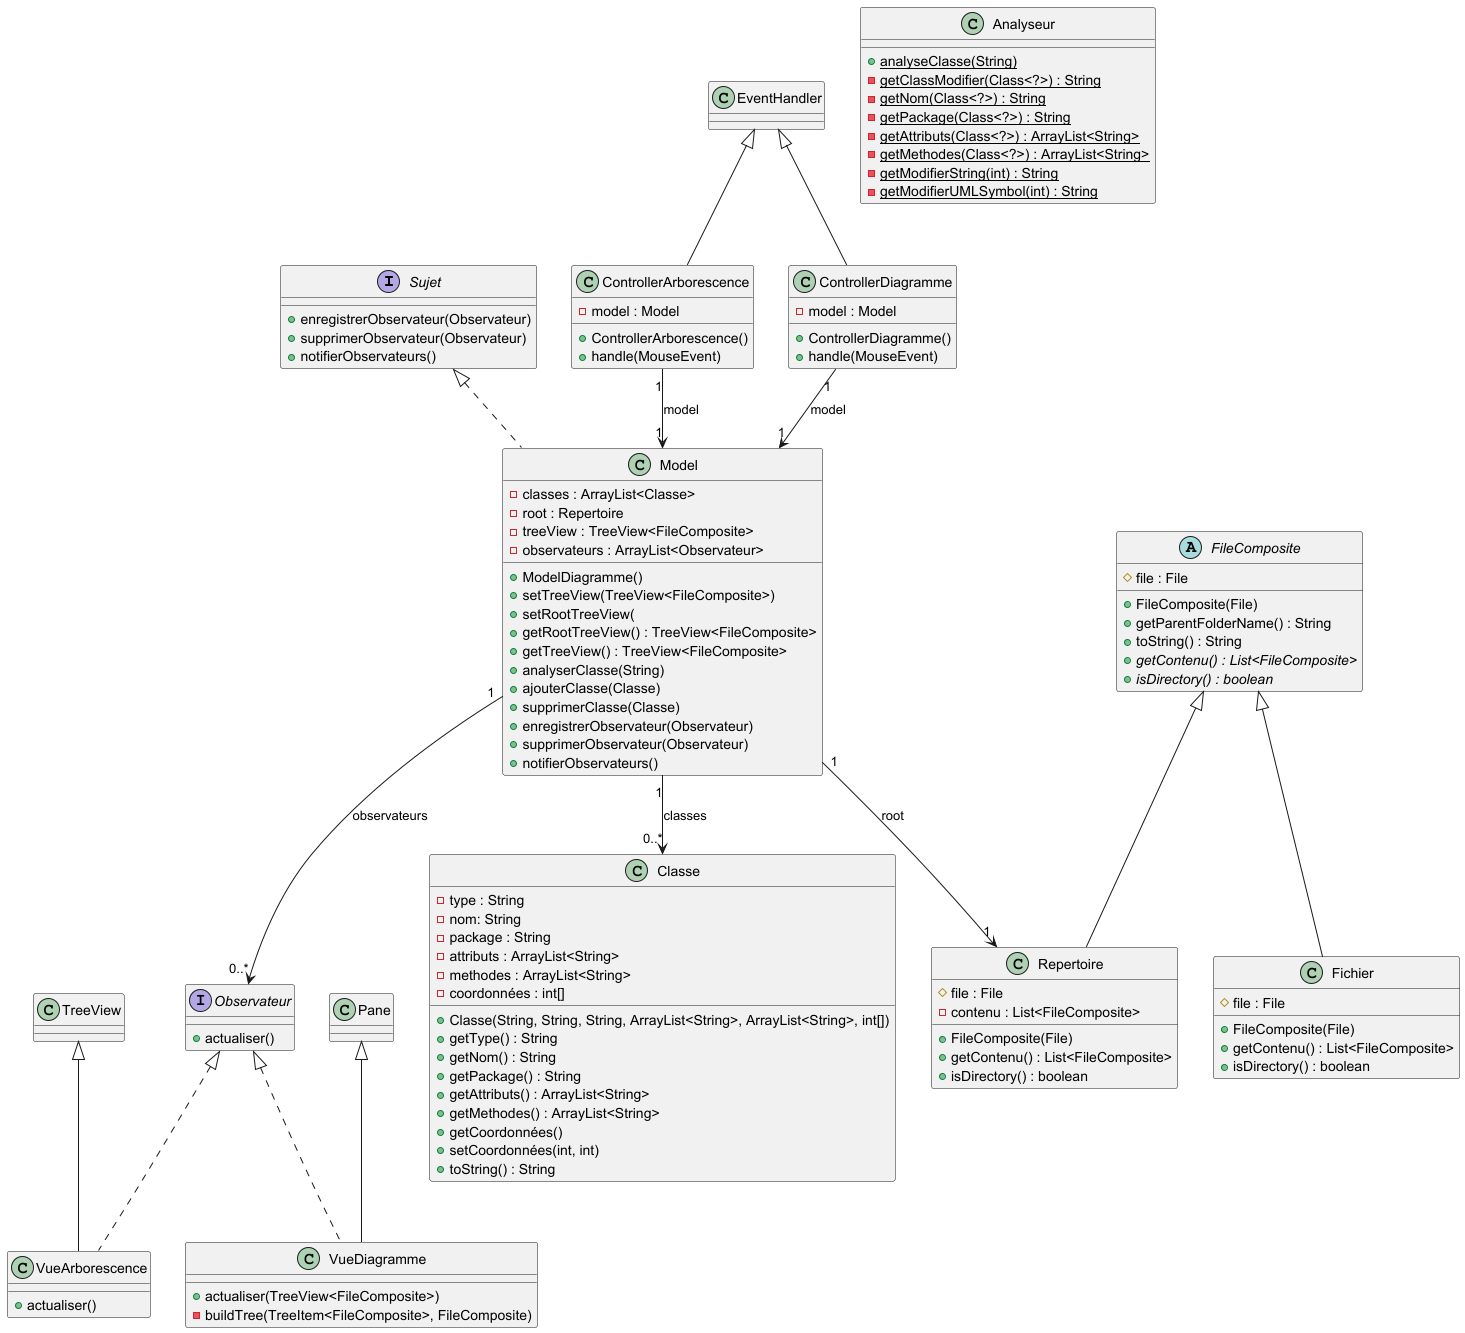 C Analyseur
analyseClasse(String)
getClassModifier(Class<?>) : String
getNom(Class<?>) : String
getPackage(Class<?>) : String
getAttributs(Class<?>) : ArrayList<String>
getMethodes(Class<?>) : ArrayList<String>
getModifierString(int) : String
getModifierUMLSymbol(int) : String
C EventHandler
I Sujet
enregistrerObservateur(Observateur)
supprimerObservateur(Observateur)
notifierObservateurs()
C ControllerArborescence
model : Model
ControllerArborescence()
handle(MouseEvent)
C ControllerDiagramme
model : Model
ControllerDiagramme()
handle(MouseEvent)
1
model
1
1
model
1
C Model
classes : ArrayList<Classe>
root : Repertoire
treeView : TreeView<FileComposite>
observateurs : ArrayList<Observateur>
ModelDiagramme()
setTreeView(TreeView<FileComposite>)
setRootTreeView(
getRootTreeView() : TreeView<FileComposite>
getTreeView() : TreeView<FileComposite>
analyserClasse(String)
ajouterClasse(Classe)
supprimerClasse(Classe)
enregistrerObservateur(Observateur)
supprimerObservateur(Observateur)
notifierObservateurs()
A FileComposite
file : File
FileComposite(File)
getParentFolderName() : String
toString() : String
getContenu() : List<FileComposite>
isDirectory() : boolean
1
observateurs
0..*
1
classes
0..*
1
root
1
C TreeView
I Observateur
actualiser()
C Pane
C Classe
type : String
nom: String
package : String
attributs : ArrayList<String>
methodes : ArrayList<String>
coordonnées : int[]
Classe(String, String, String, ArrayList<String>, ArrayList<String>, int[])
getType() : String
getNom() : String
getPackage() : String
getAttributs() : ArrayList<String>
getMethodes() : ArrayList<String>
getCoordonnées()
setCoordonnées(int, int)
toString() : String
C Repertoire
file : File
contenu : List<FileComposite>
FileComposite(File)
getContenu() : List<FileComposite>
isDirectory() : boolean
C Fichier
file : File
FileComposite(File)
getContenu() : List<FileComposite>
isDirectory() : boolean
C VueArborescence
actualiser()
C VueDiagramme
actualiser(TreeView<FileComposite>)
buildTree(TreeItem<FileComposite>, FileComposite)